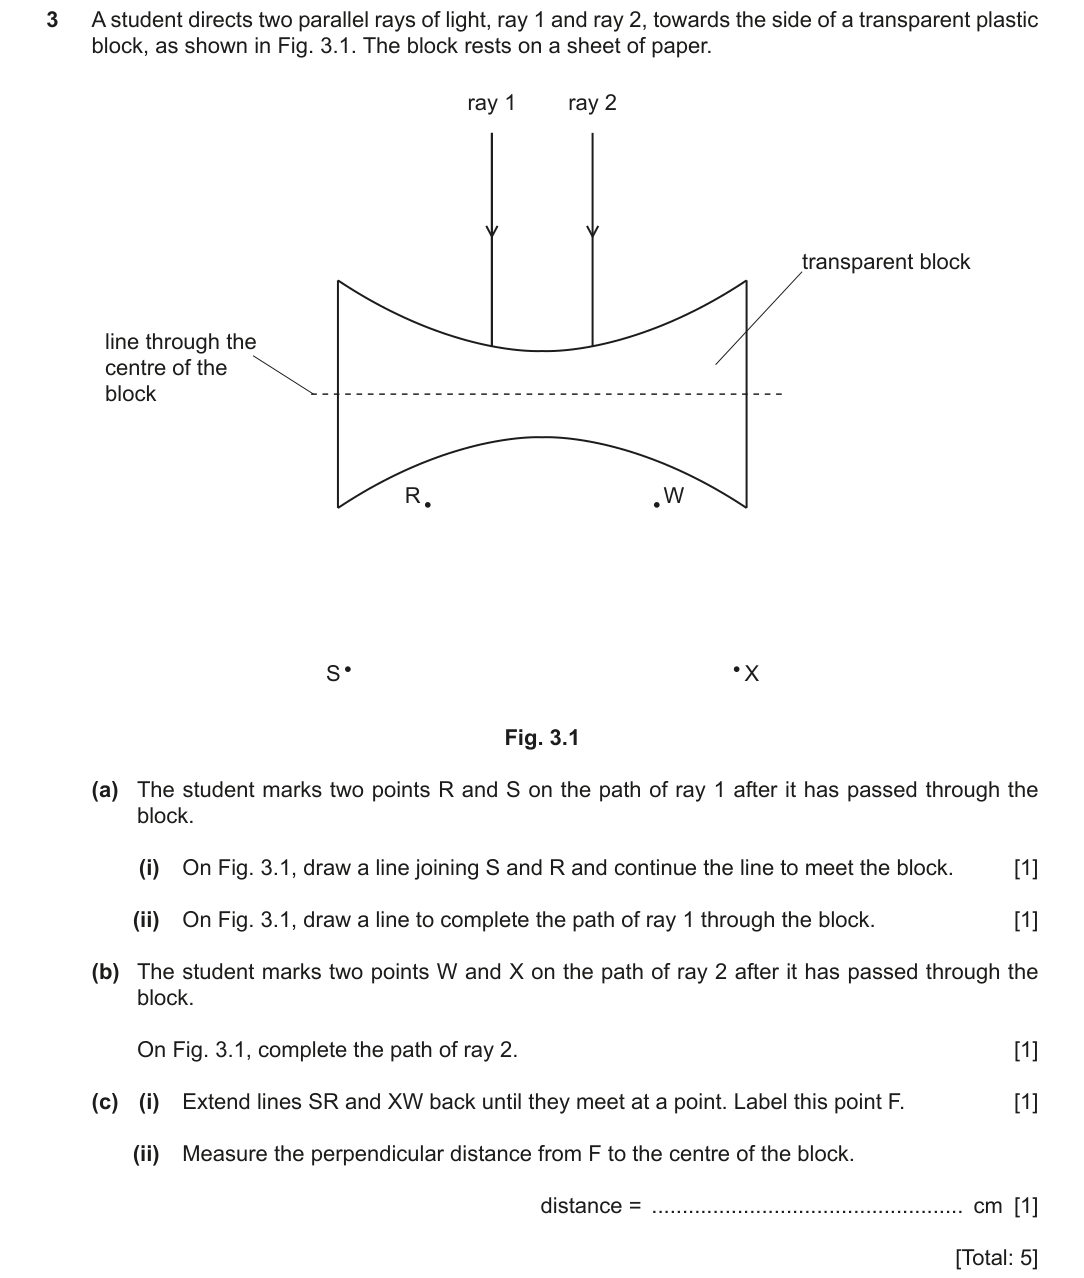 3 A student directs two parallel rays of light, ray 1 and ray 2, towards the side of a transparent plastic
block, as shown in Fig. 3.1. The block rests on a sheet of paper.
ray 1 ray 2
transparent block
line through the
centre of the
block
R W
S X
Fig. 3.1
(a) The student marks two points R and S on the path of ray 1 after it has passed through the
block.
(i) On Fig. 3.1, draw a line joining S and R and continue the line to meet the block. [1]
(ii) On Fig. 3.1, draw a line to complete the path of ray 1 through the block. [1]
(b) The student marks two points W and X on the path of ray 2 after it has passed through the
block.
On Fig. 3.1, complete the path of ray 2. [1]
(c) (i) Extend lines SR and XW back until they meet at a point. Label this point F. [1]
(ii) Measure the perpendicular distance from F to the centre of the block.
distance = .................................................... cm [1]
[Total: 5]